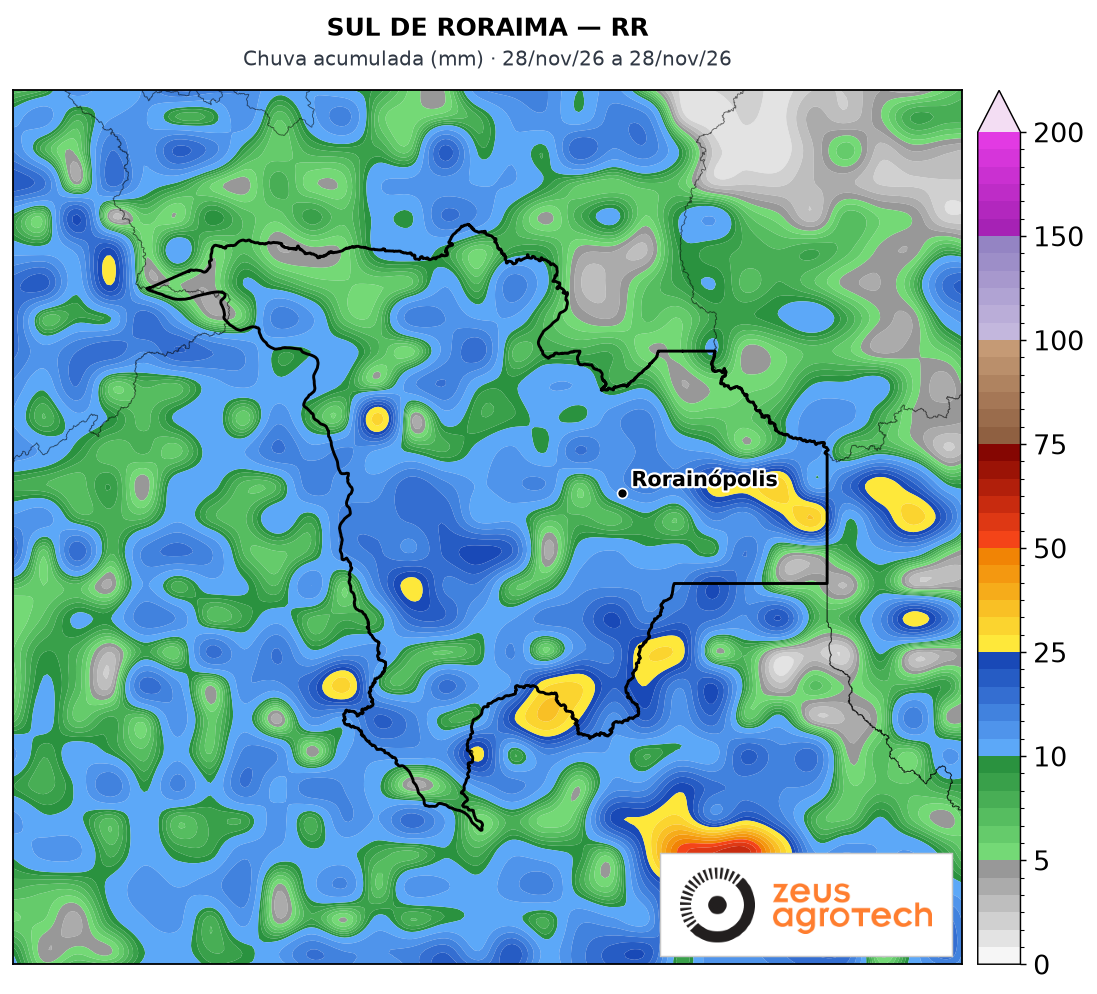 SUL DE RORAIMA — RR
Chuva acumulada (mm) · 28/nov/26 a 28/nov/26
200
150
100
75
50
25
10
5
0
Rorainópolis
zeus
agrotech